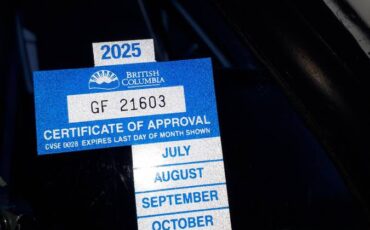 2025
BRITISH
COLUMBIA
GF 21603
CERTIFICATE OF APPROVAL
CVSE 0028 EXPIRES LAST DAY OF MONTH SHOWN
JULY
AUGUST
SEPTEMBER
OCTOBER